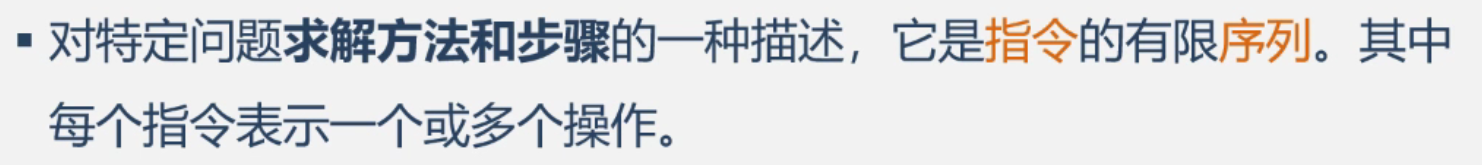 ▪ 对特定问题求解方法和步骤的一种描述，它是指令的有限序列。其中
每个指令表示一个或多个操作。